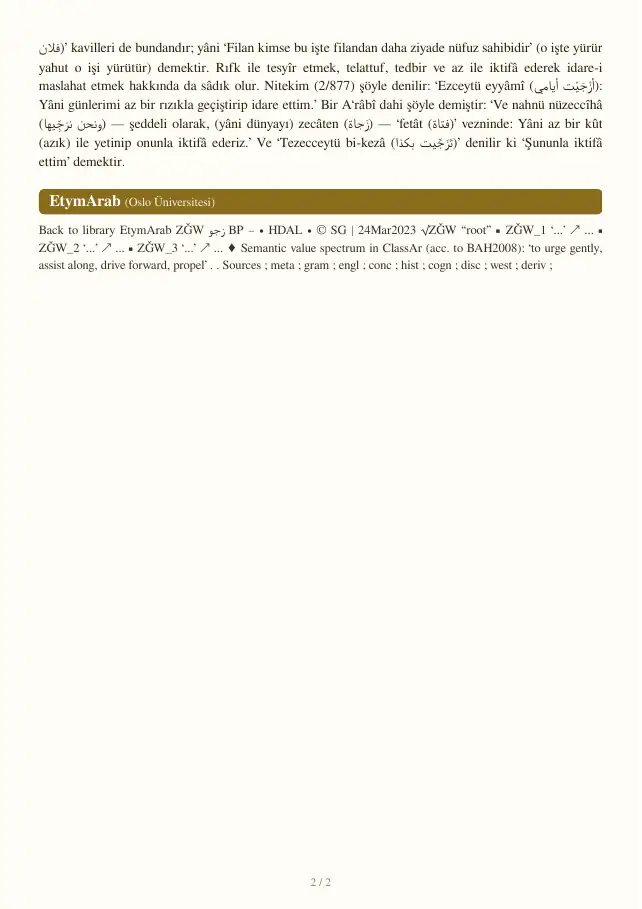 فلان)’ kavilleri de bundandır; yâni ‘Filan kimse bu işte filandan daha ziyade nüfuz sahibidir’ (o işte yürür
yahut o işi yürütür) demektir. Rıfk ile tesyîr etmek, telattuf, tedbir ve az ile iktifâ ederek idare-i
maslahat etmek hakkında da sâdık olur. Nitekim (2/877) şöyle denilir: ‘Ezceytü eyyâmî (أَزْجَيْت أيامي):
Yâni günlerimi az bir rızıkla geçiştirip idare ettim.’ Bir A‘râbî dahi şöyle demiştir: ‘Ve nahnü nüzeccîhâ
(ونحن نزجّيها) — şeddeli olarak, (yâni dünyayı) zecâten (زَجاة) — ‘fetât (فتاة)’ vezninde: Yâni az bir kût
(azık) ile yetinip onunla iktifâ ederiz.’ Ve ‘Tezecceytü bi-kezâ (تَزَجَّيت بكذا)’ denilir ki ‘Şununla iktifâ
ettim’ demektir.
EtymArab (Oslo Üniversitesi)
Back to library EtymArab ZǦW زجو BP – • HDAL • © SG | 24Mar2023 √ZǦW “root” ▪ ZǦW_1 ‘...’ ↗ ... ▪
ZǦW_2 ‘...’ ↗ ... ▪ ZǦW_3 ‘...’ ↗ ... ♦ Semantic value spectrum in ClassAr (acc. to BAH2008): ‘to urge gently,
assist along, drive forward, propel’ . . Sources ; meta ; gram ; engl ; conc ; hist ; cogn ; disc ; west ; deriv ;
2 / 2